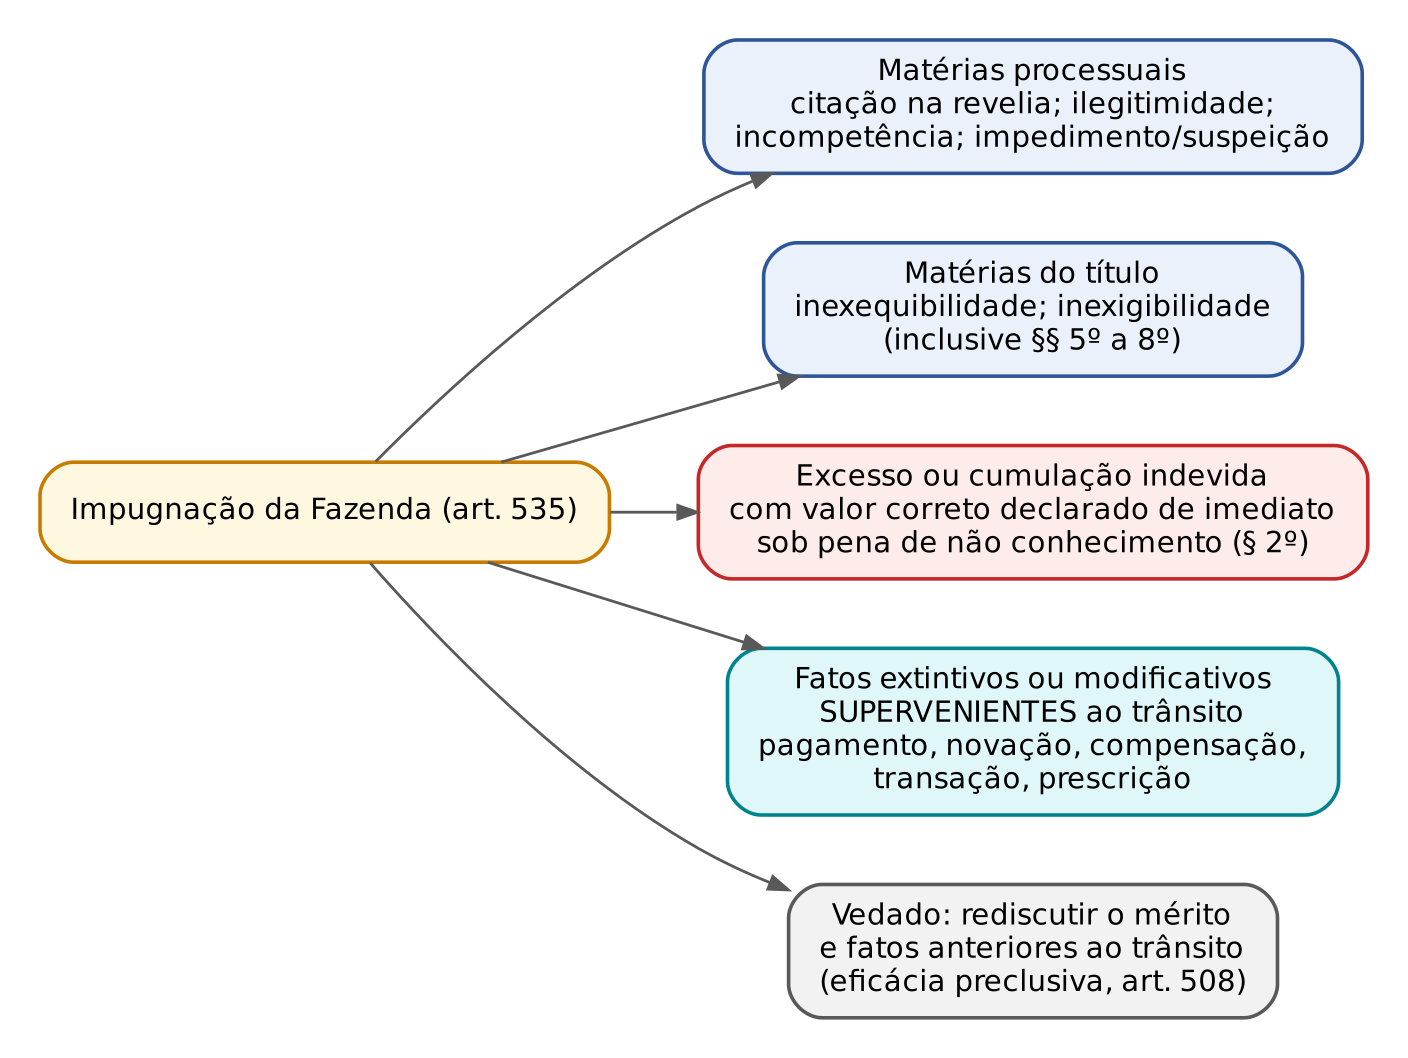 Matérias processuais
citação na revelia; ilegitimidade;
incompetência; impedimento/suspeição
Matérias do título
inexequibilidade; inexigibilidade
(inclusive §§ 5º a 8º)
Impugnação da Fazenda (art. 535)
Excesso ou cumulação indevida
com valor correto declarado de imediato
sob pena de não conhecimento (§ 2º)
Fatos extintivos ou modificativos
SUPERVENIENTES ao trânsito
pagamento, novação, compensação,
transação, prescrição
Vedado: rediscutir o mérito
e fatos anteriores ao trânsito
(eficácia preclusiva, art. 508)